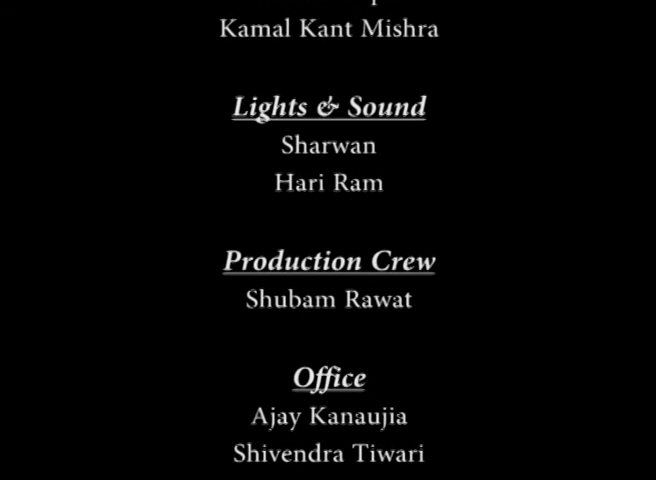 Kamal Kant Mishra
Lights & Sound
Sharwan
Hari Ram
Production Crew
Shubam Rawat
Office
Ajay Kanaujia
Shivendra Tiwari